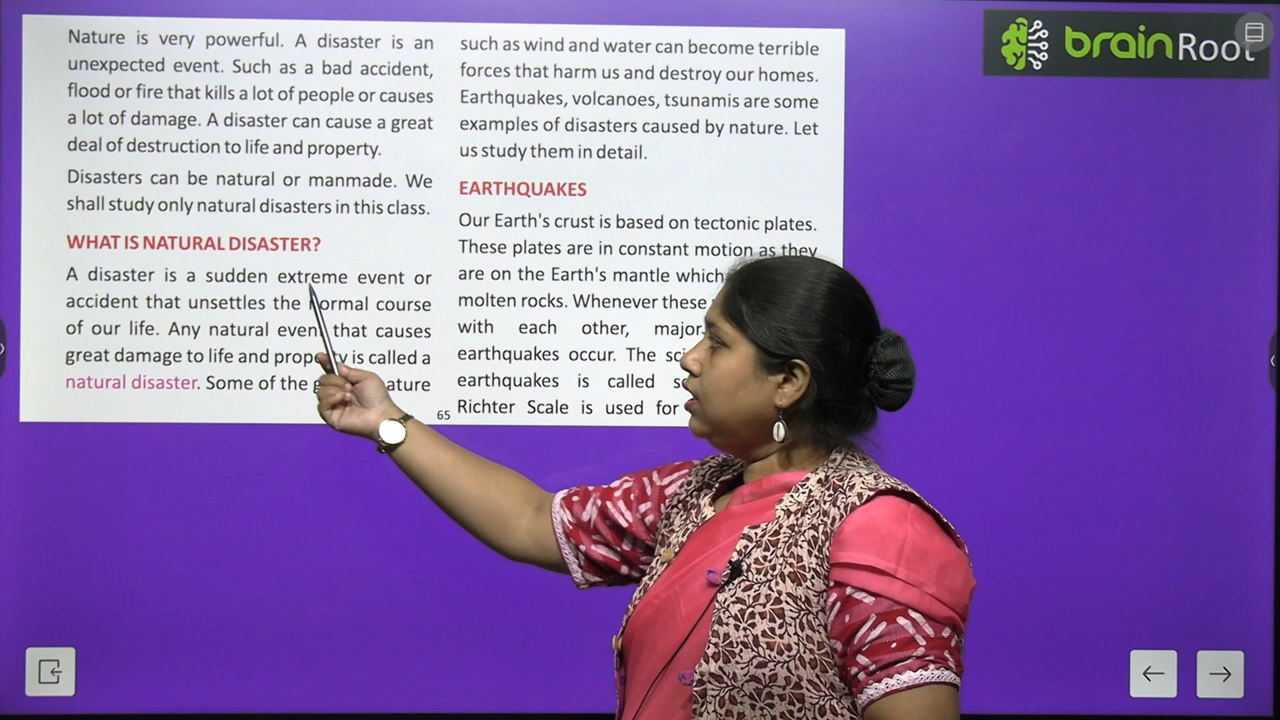 Nature is very powerful. A disaster is an
unexpected event. Such as a bad accident,
flood or fire that kills a lot of people or causes
a lot of damage. A disaster can cause a great
deal of destruction to life and property.
Disasters can be natural or manmade. We
shall study only natural disasters in this class.
WHAT IS NATURAL DISASTER?
A disaster is a sudden extreme event or
accident that unsettles the normal course
of our life. Any natural event that causes
great damage to life and property is called a
natural disaster. Some of the nature
65
such as wind and water can become terrible
forces that harm us and destroy our homes.
Earthquakes, volcanoes, tsunamis are some
examples of disasters caused by nature. Let
us study them in detail.
EARTHQUAKES
Our Earth's crust is based on tectonic plates.
These plates are in constant motion as they
are on the Earth's mantle which
molten rocks. Whenever these
with each other, major
earthquakes occur. The
earthquakes is called
Richter Scale is used for
brainRoot